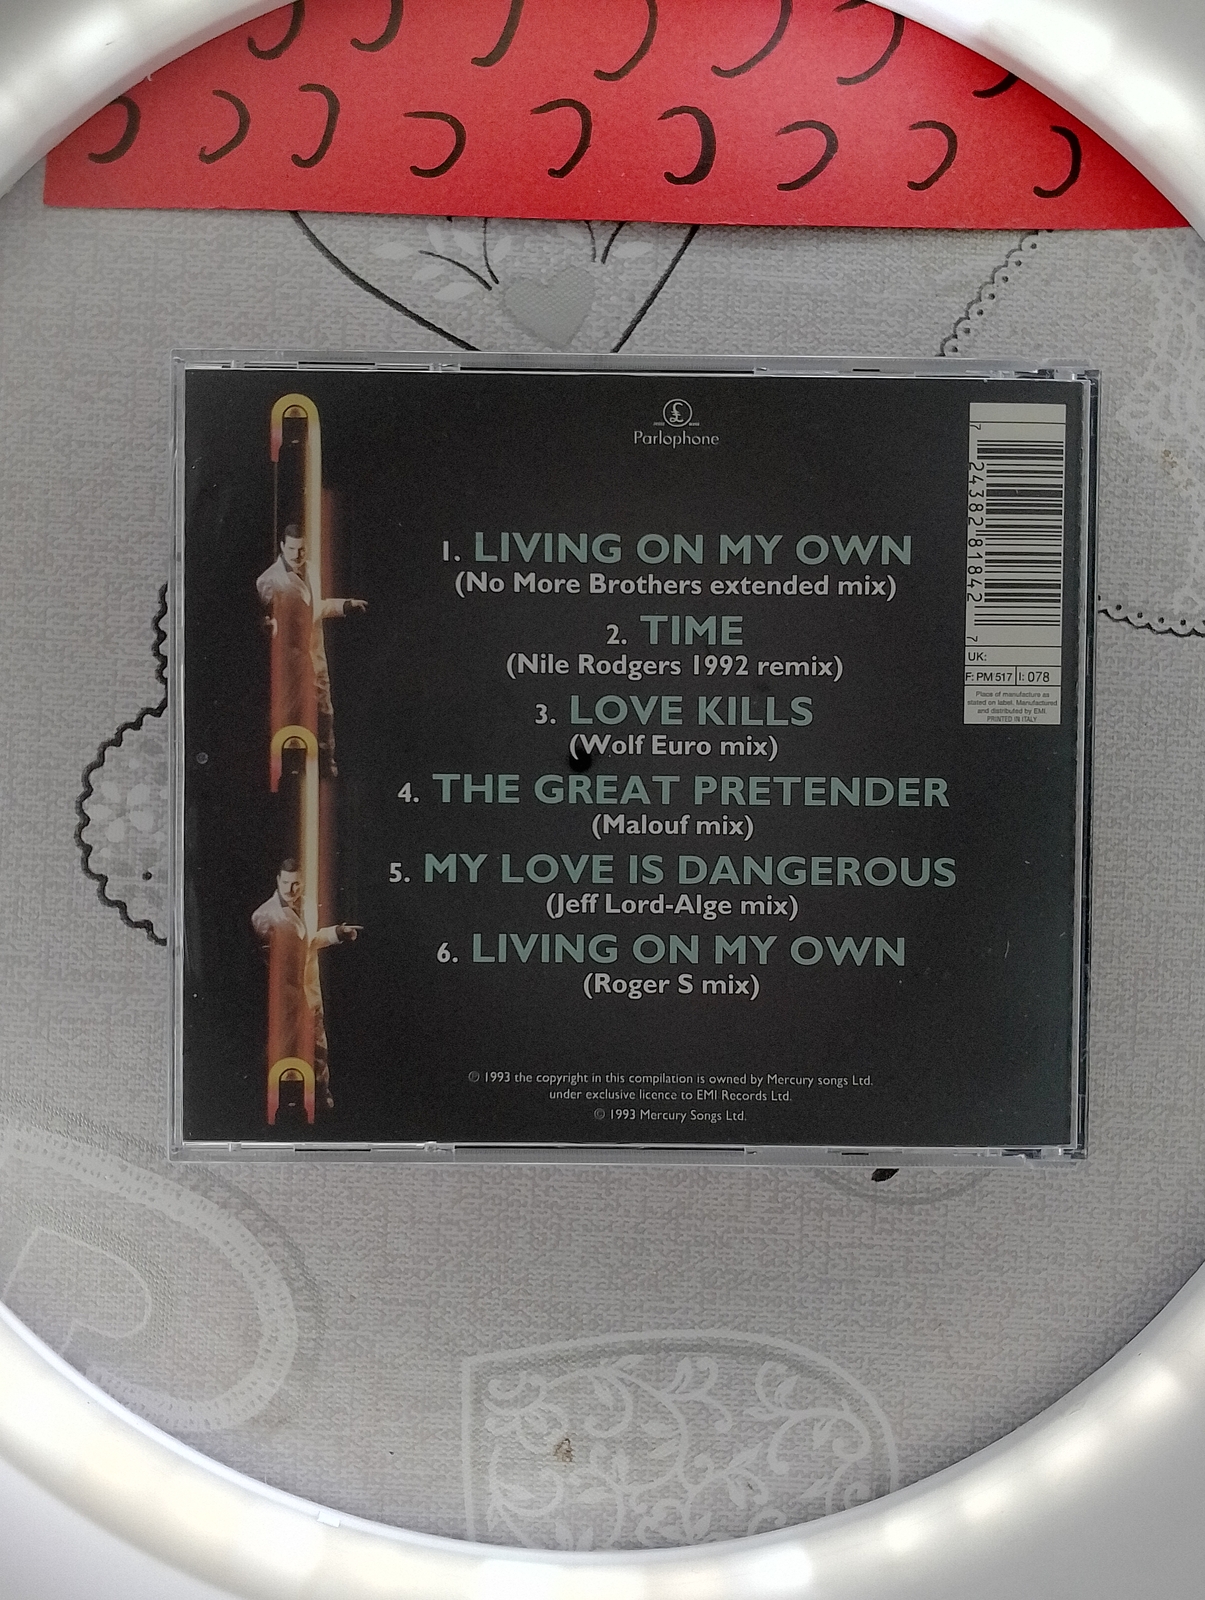 Parlophone
1. LIVING ON MY OWN
(No More Brothers extended mix)
2. TIME
(Nile Rodgers 1992 remix)
3. LOVE KILLS
(Wolf Euro mix)
4. THE GREAT PRETENDER
(Malouf mix)
5. MY LOVE IS DANGEROUS
(Jeff Lord-Alge mix)
6. LIVING ON MY OWN
(Roger S mix)
℗ 1993 the copyright in this compilation is owned by Mercury songs Ltd.
under exclusive licence to EMI Records Ltd.
© 1993 Mercury Songs Ltd.
7 24382 81842 7
UK:
F: PM 517 I: 078
Place of manufacture as
stated on label. Manufactured
and distributed by EMI.
PRINTED IN ITALY